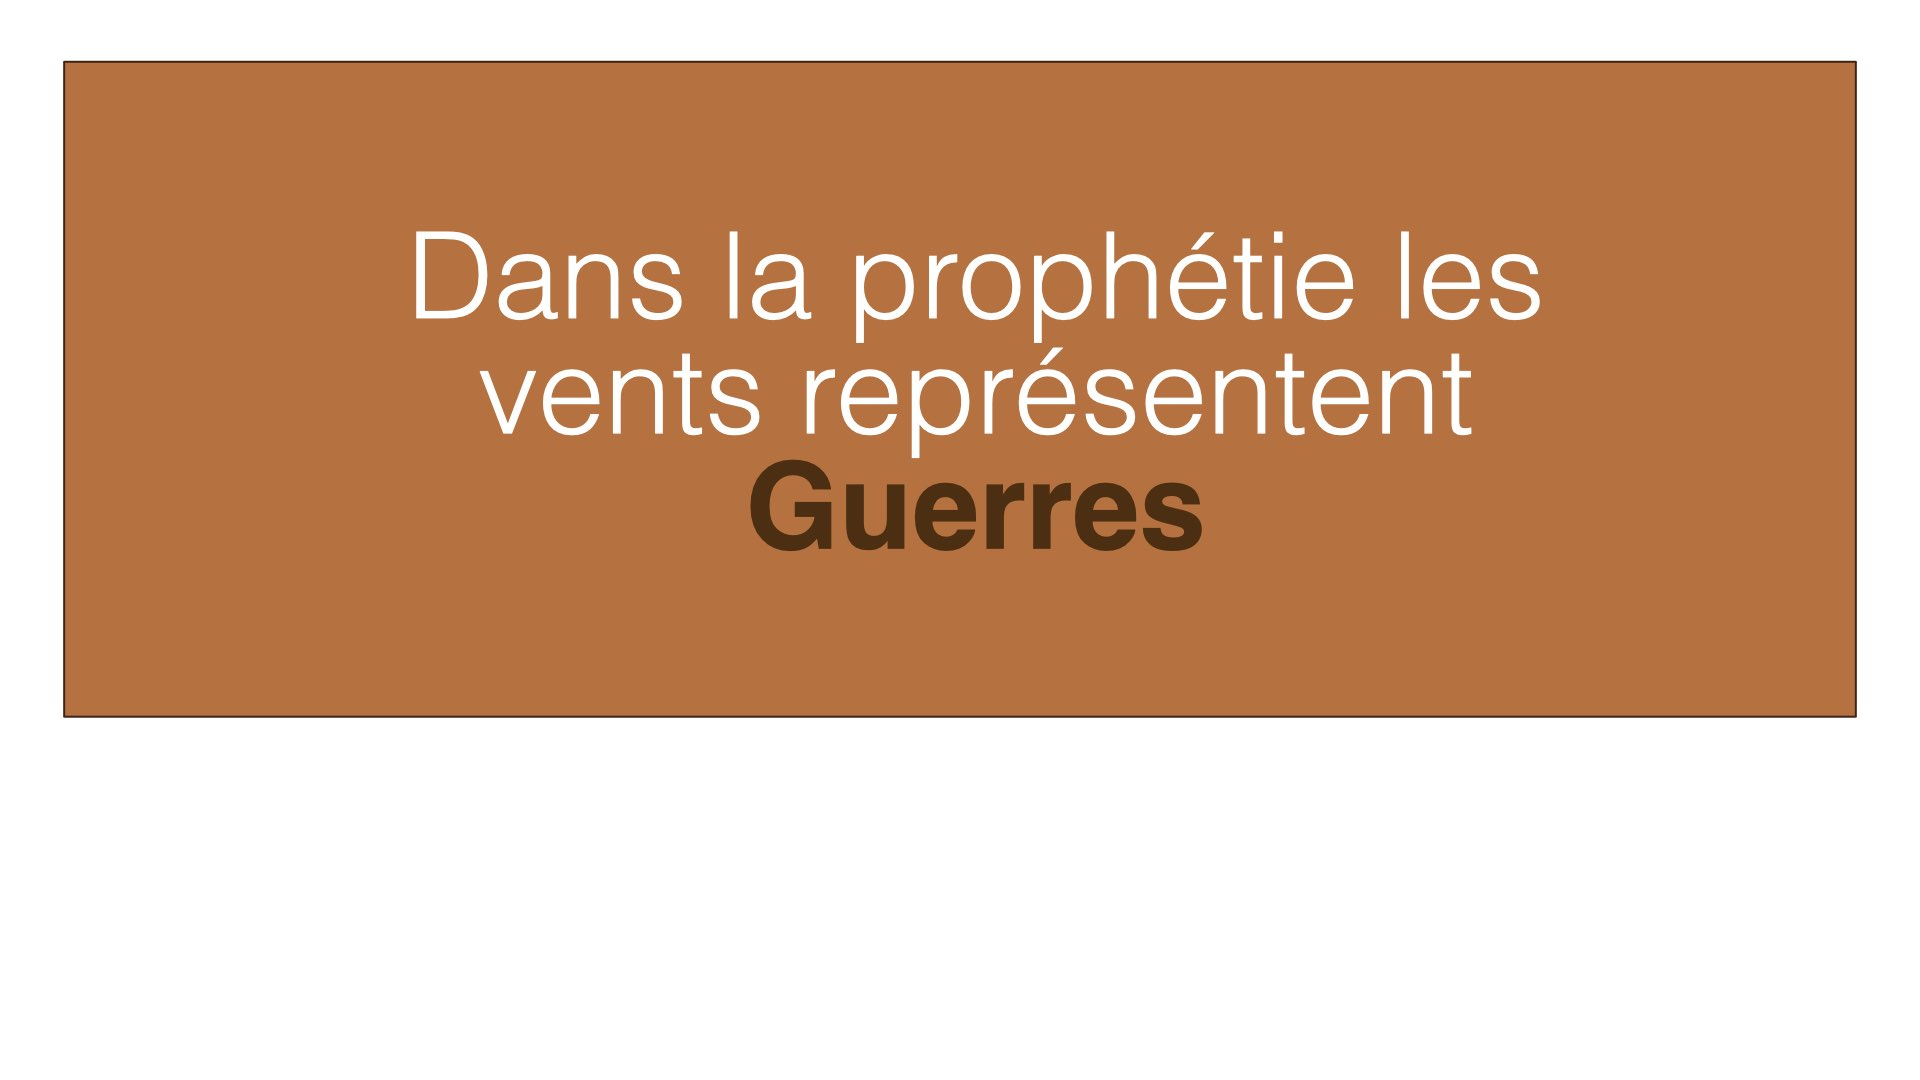 Dans la prophétie les
vents représentent
Guerres